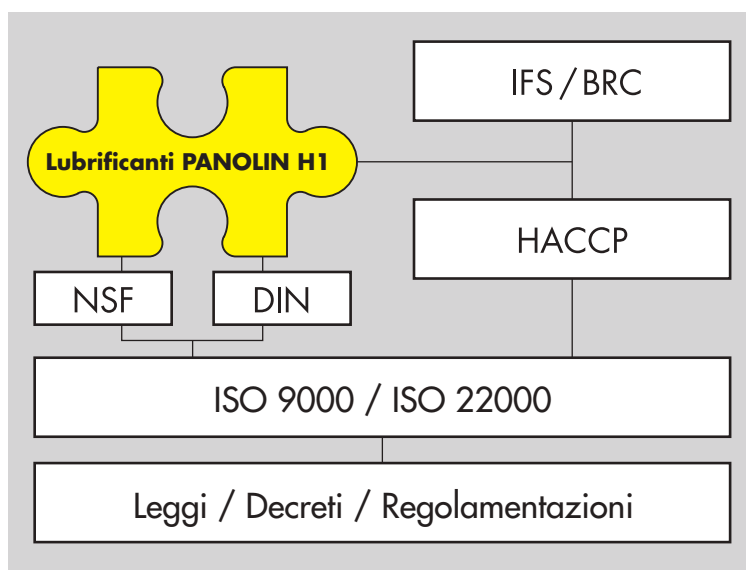 IFS / BRC
Lubrificanti PANOLIN H1
HACCP
NSF
DIN
ISO 9000 / ISO 22000
Leggi / Decreti / Regolamentazioni